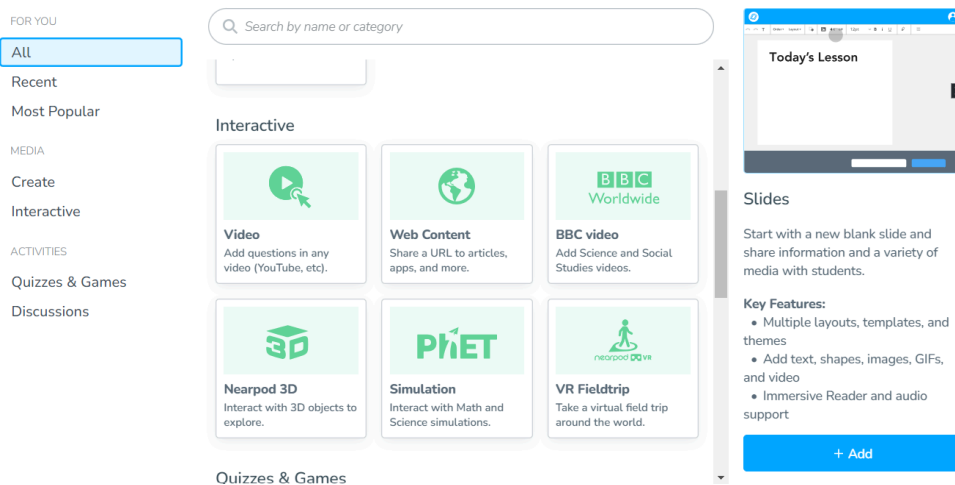 FOR YOU
All
Recent
Most Popular
MEDIA
Create
Interactive
ACTIVITIES
Quizzes & Games
Discussions
Search by name or category
Interactive
Video
Add questions in any
video (YouTube, etc).
Web Content
Share a URL to articles,
apps, and more.
BBC
Worldwide
BBC video
Add Science and Social
Studies videos.
3D
Nearpod 3D
Interact with 3D objects to
explore.
PhET
Simulation
Interact with Math and
Science simulations.
nearpod VR
VR Fieldtrip
Take a virtual field trip
around the world.
Quizzes & Games
Today's Lesson
Slides
Start with a new blank slide and
share information and a variety of
media with students.
Key Features:
• Multiple layouts, templates, and
themes
• Add text, shapes, images, GIFs,
and video
• Immersive Reader and audio
support
+ Add